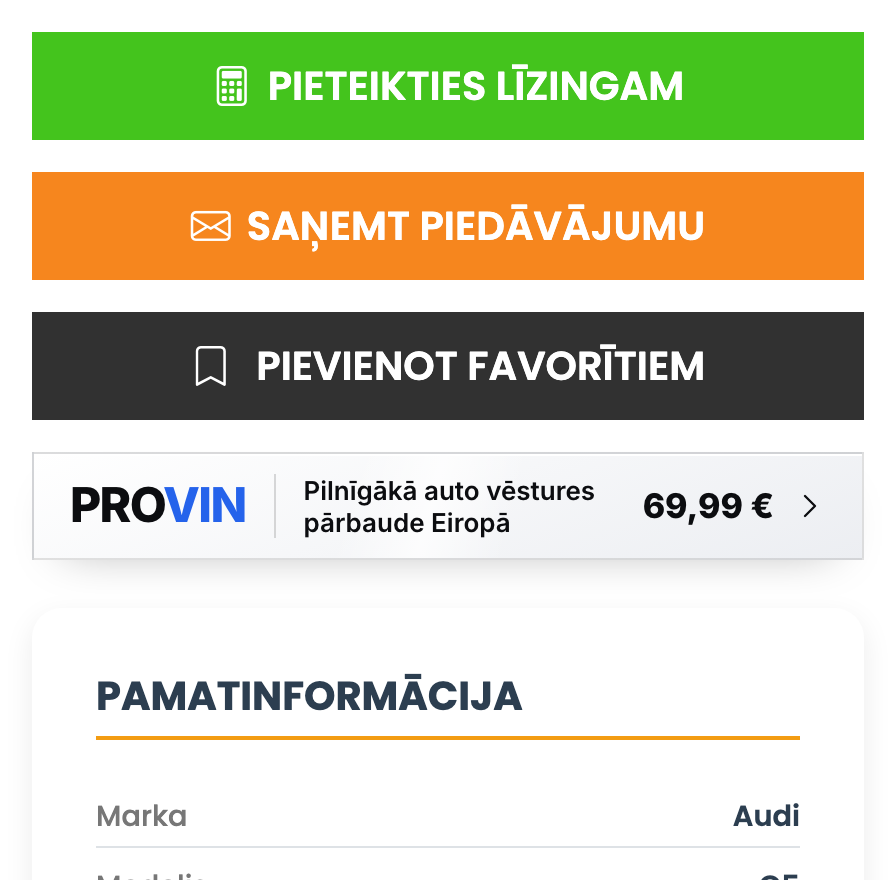 PIETEIKTIES LĪZINGAM
SAŅEMT PIEDĀVĀJUMU
PIEVIENOT FAVORĪTIEM
PROVIN
Pilnīgākā auto vēstures
pārbaude Eiropā
69,99 €
PAMATINFORMĀCIJA
Marka Audi